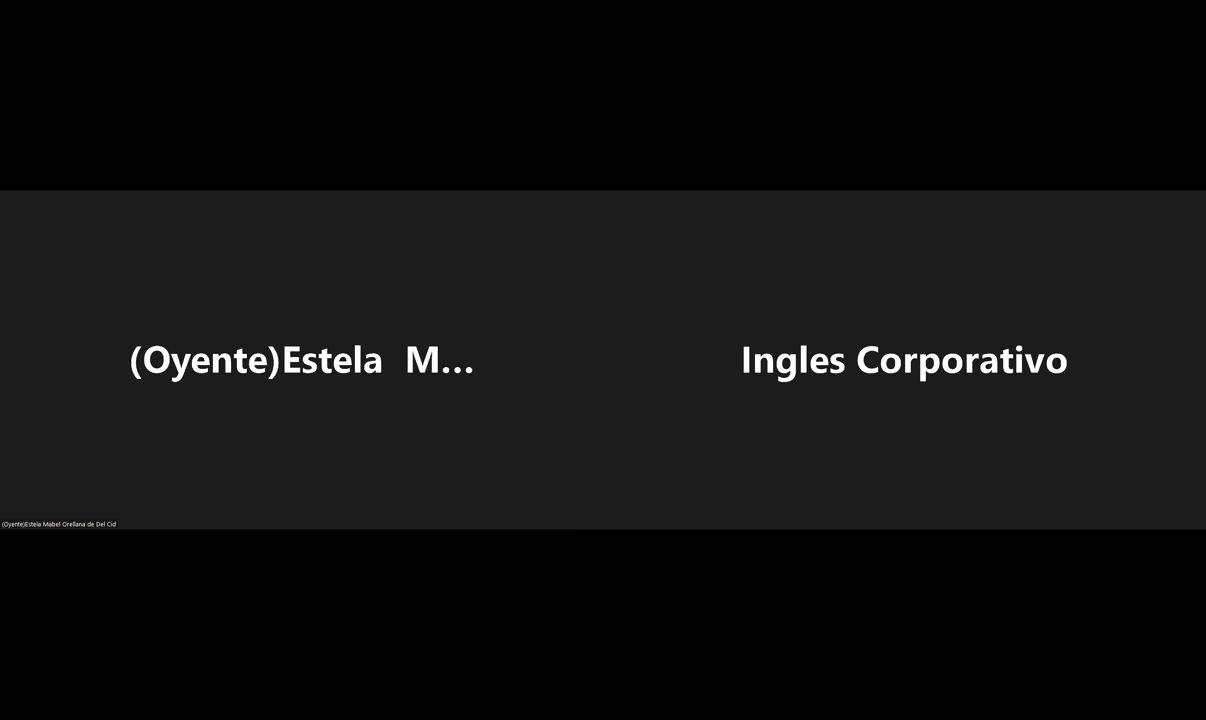 (Oyente)Estela M...
Ingles Corporativo
(Oyente)Estela Mabel Orellana de Del Cid